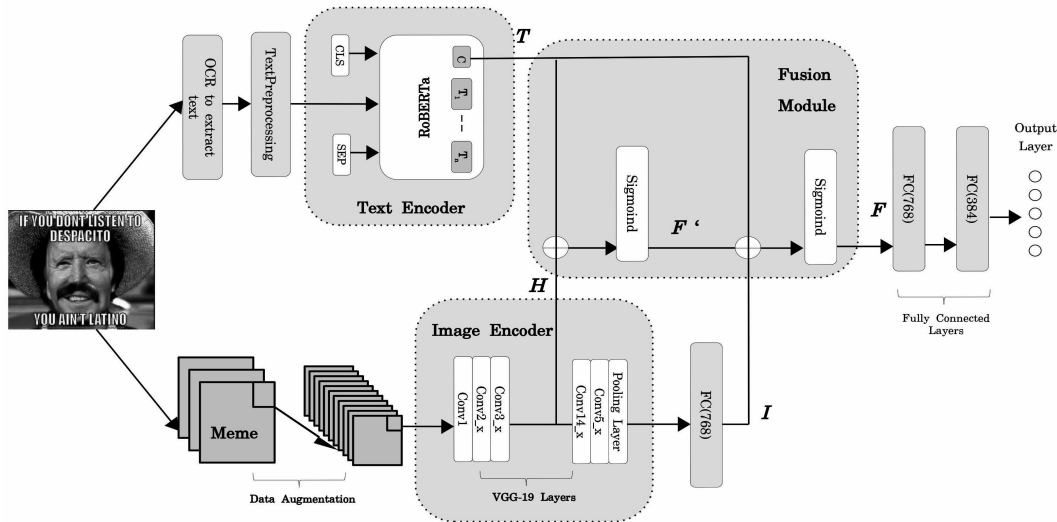 OCR to extract
text
TextPreprocessing
CLS
SEP
RoBERTa
C
T₁
Tₙ
Text Encoder
T
Fusion
Module
Sigmoind
F ‘
Sigmoind
F
FC(768)
FC(384)
Output
Layer
Fully Connected
Layers
IF YOU DONT LISTEN TO
DESPACITO
YOU AIN'T LATINO
H
Image Encoder
Conv1
Conv2_x
Conv3_x
Conv14_x
Conv5_x
Pooling Layer
FC(768)
I
Meme
Data Augmentation
VGG-19 Layers